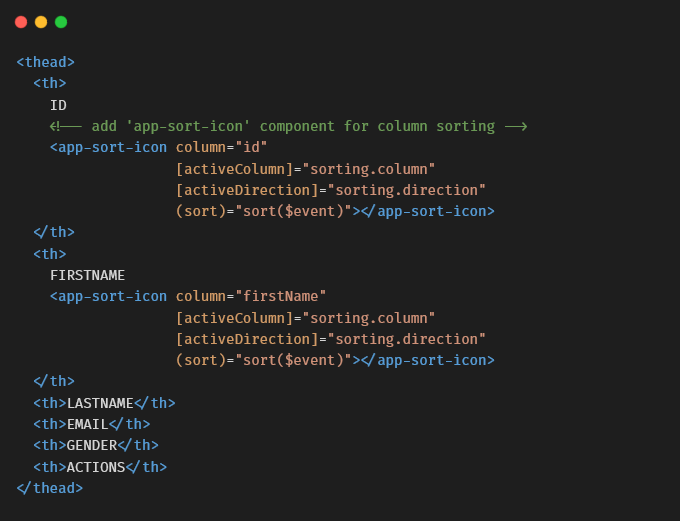 <thead>
  <th>
    ID
    <!-- add 'app-sort-icon' component for column sorting -->
    <app-sort-icon column="id"
                   [activeColumn]="sorting.column"
                   [activeDirection]="sorting.direction"
                   (sort)="sort($event)"></app-sort-icon>
  </th>
  <th>
    FIRSTNAME
    <app-sort-icon column="firstName"
                   [activeColumn]="sorting.column"
                   [activeDirection]="sorting.direction"
                   (sort)="sort($event)"></app-sort-icon>
  </th>
  <th>LASTNAME</th>
  <th>EMAIL</th>
  <th>GENDER</th>
  <th>ACTIONS</th>
</thead>